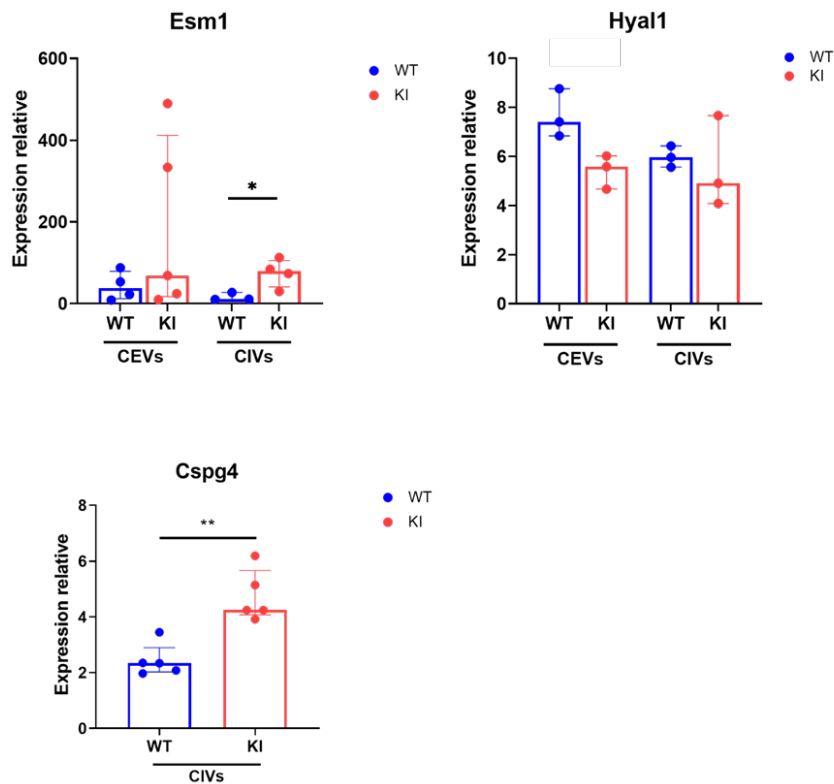 Esm1
Expression relative
600
400
200
0
*
WT KI WT KI
CEVs CIVs
WT
KI
Hyal1
Expression relative
10
8
6
4
2
0
WT KI WT KI
CEVs CIVs
WT
KI
Cspg4
Expression relative
8
6
4
2
0
**
WT KI
CIVs
WT
KI